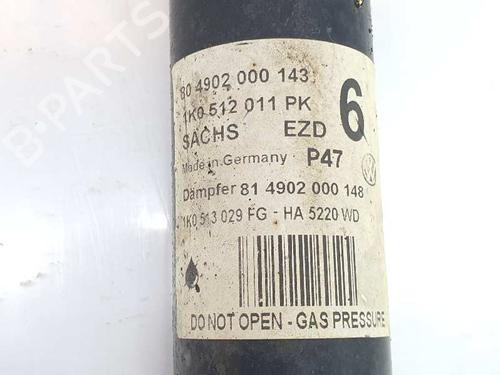 80 4902 000 143
1K0 512 011 PK
SACHS EZD 6
Made in Germany P47
Dämpfer 81 4902 000 148
1K0 513 029 FG - HA 5220 WD
DO NOT OPEN - GAS PRESSURE